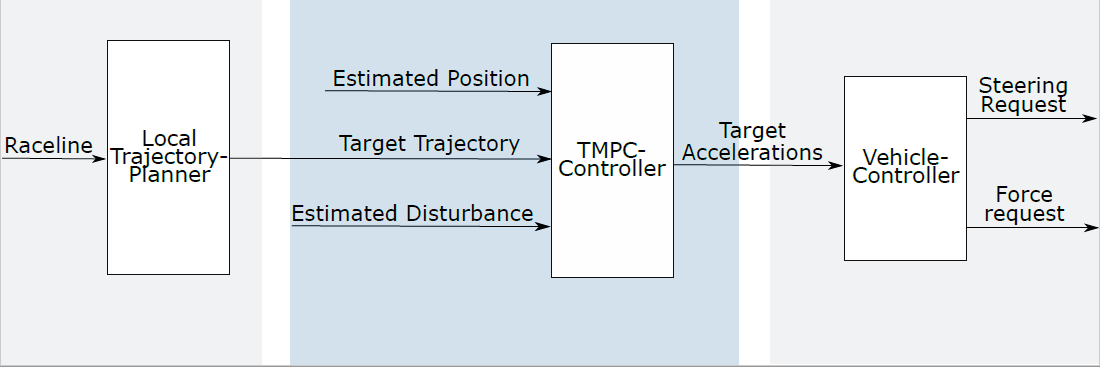 Raceline
Local
Trajectory-
Planner
Estimated Position
Target Trajectory
Estimated Disturbance
TMPC-
Controller
Target
Accelerations
Vehicle-
Controller
Steering
Request
Force
request